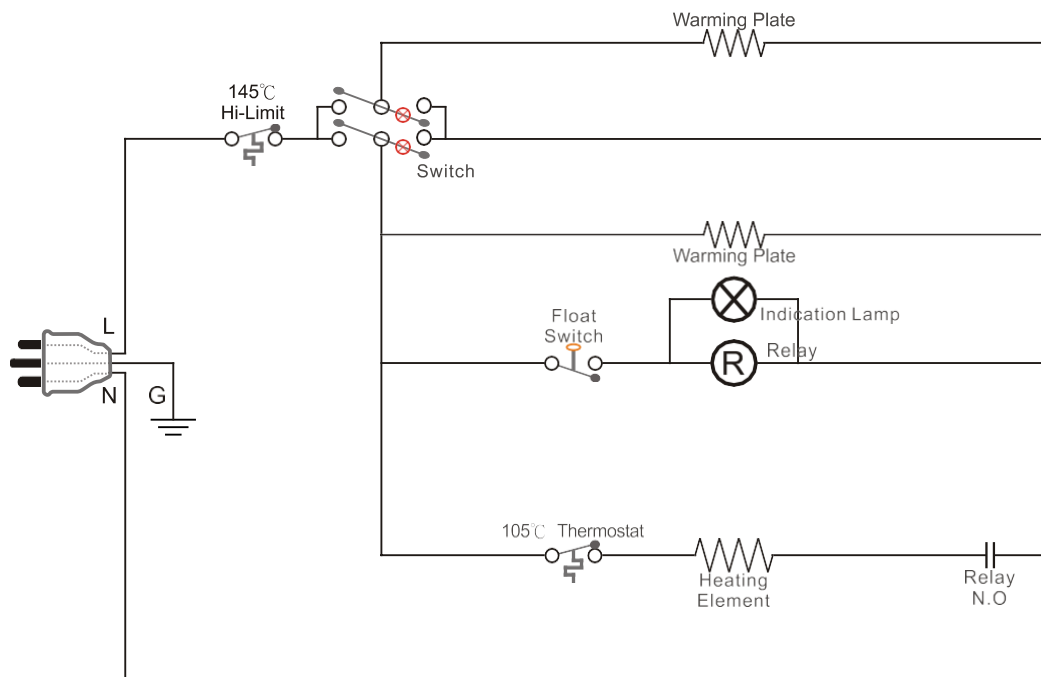 Warming Plate
145℃
Hi-Limit
Switch
Warming Plate
Indication Lamp
Float
Switch
Relay
R
L
N
G
105℃ Thermostat
Heating
Element
Relay
N.O